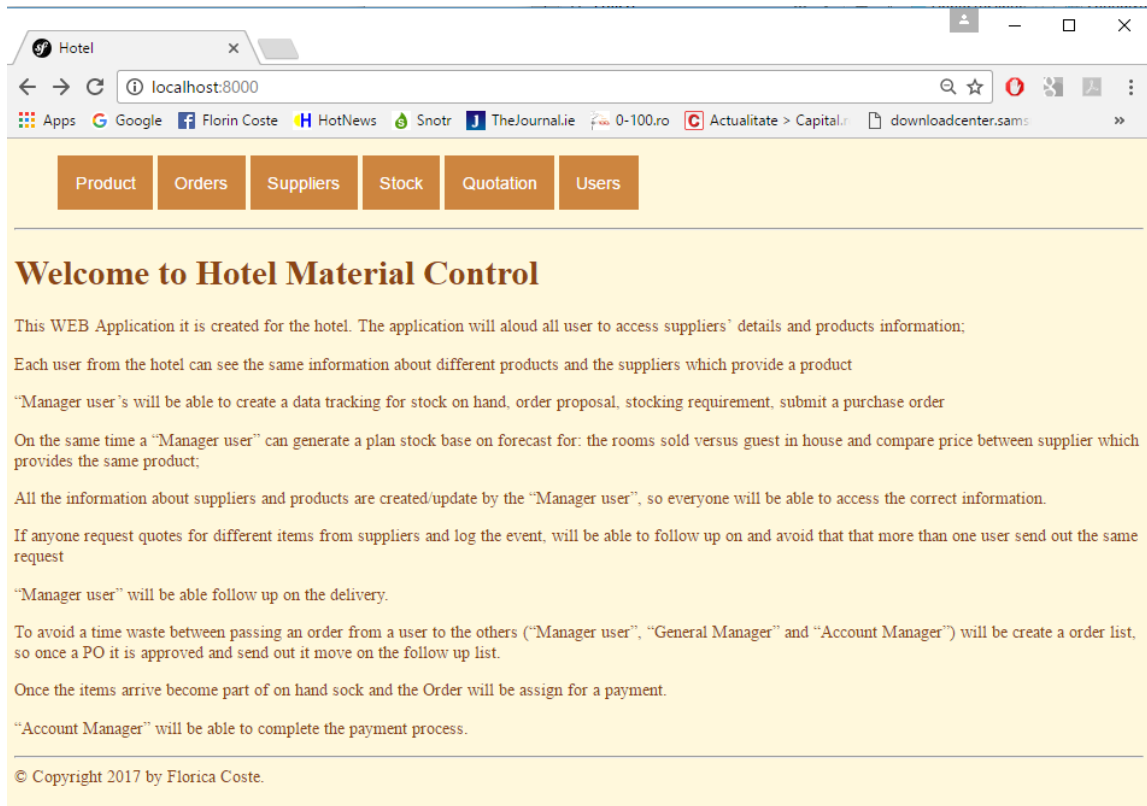 Hotel
localhost:8000
Apps Google Florin Coste HotNews Snotr TheJournal.ie 0-100.ro Actualitate > Capital.r downloadcenter.sams
Product Orders Suppliers Stock Quotation Users
Welcome to Hotel Material Control
This WEB Application it is created for the hotel. The application will aloud all user to access suppliers’ details and products information;
Each user from the hotel can see the same information about different products and the suppliers which provide a product
“Manager user’s will be able to create a data tracking for stock on hand, order proposal, stocking requirement, submit a purchase order
On the same time a “Manager user” can generate a plan stock base on forecast for: the rooms sold versus guest in house and compare price between supplier which
provides the same product;
All the information about suppliers and products are created/update by the “Manager user”, so everyone will be able to access the correct information.
If anyone request quotes for different items from suppliers and log the event, will be able to follow up on and avoid that that more than one user send out the same
request
“Manager user” will be able follow up on the delivery.
To avoid a time waste between passing an order from a user to the others (“Manager user”, “General Manager” and “Account Manager”) will be create a order list,
so once a PO it is approved and send out it move on the follow up list.
Once the items arrive become part of on hand sock and the Order will be assign for a payment.
“Account Manager” will be able to complete the payment process.
© Copyright 2017 by Florica Coste.